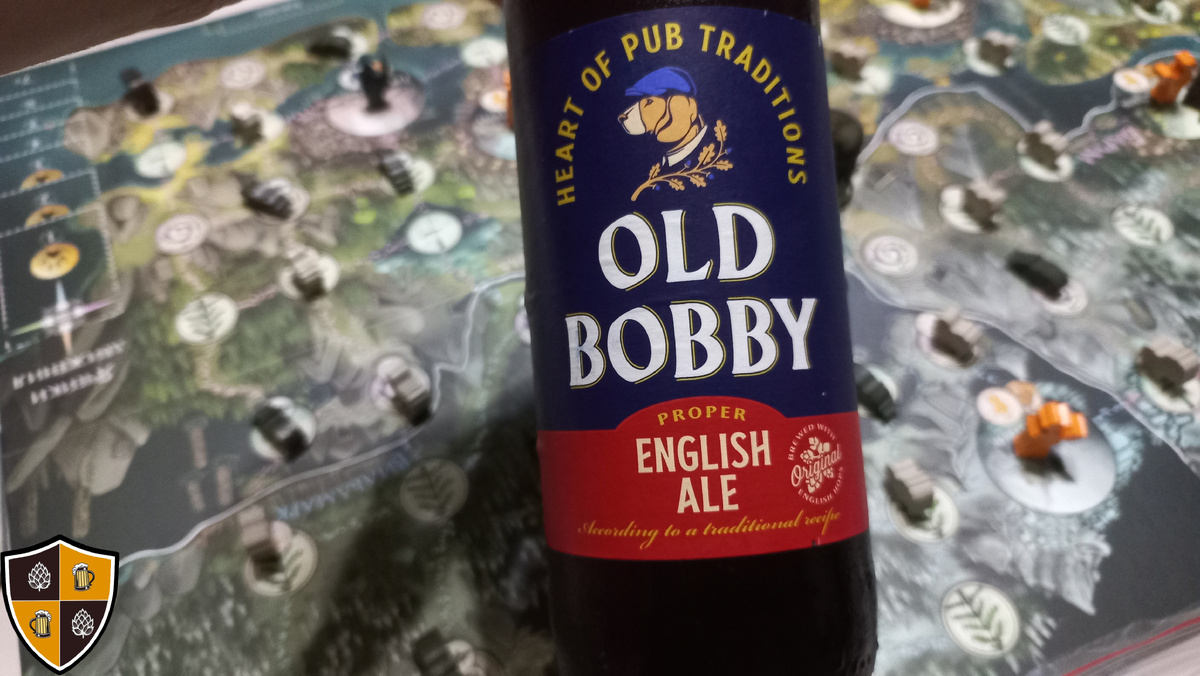 HEART OF PUB TRADITIONS
OLD
BOBBY
PROPER
ENGLISH
ALE
BREWED WITH
Original
ENGLISH HOPS
According to a traditional recipe